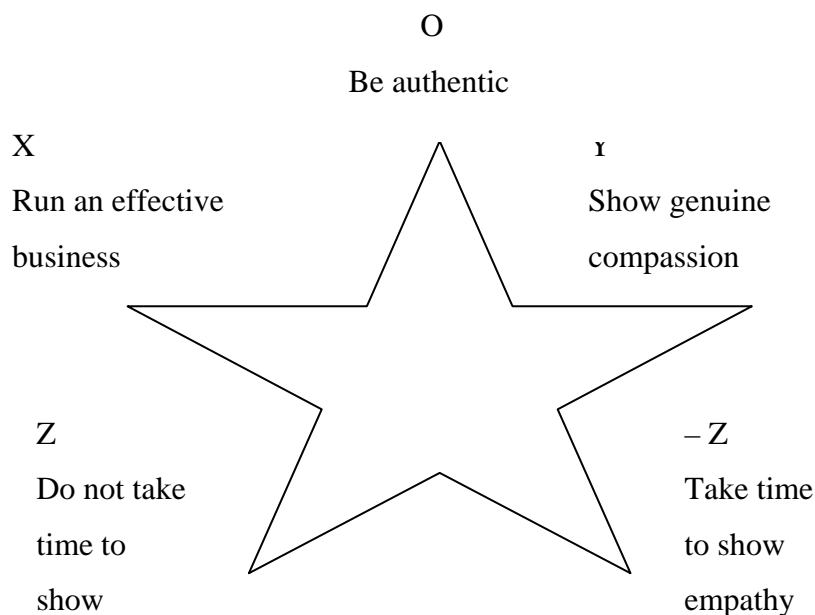 O
Be authentic
X
Run an effective
business
Y
Show genuine
compassion
Z
Do not take
time to
show
– Z
Take time
to show
empathy